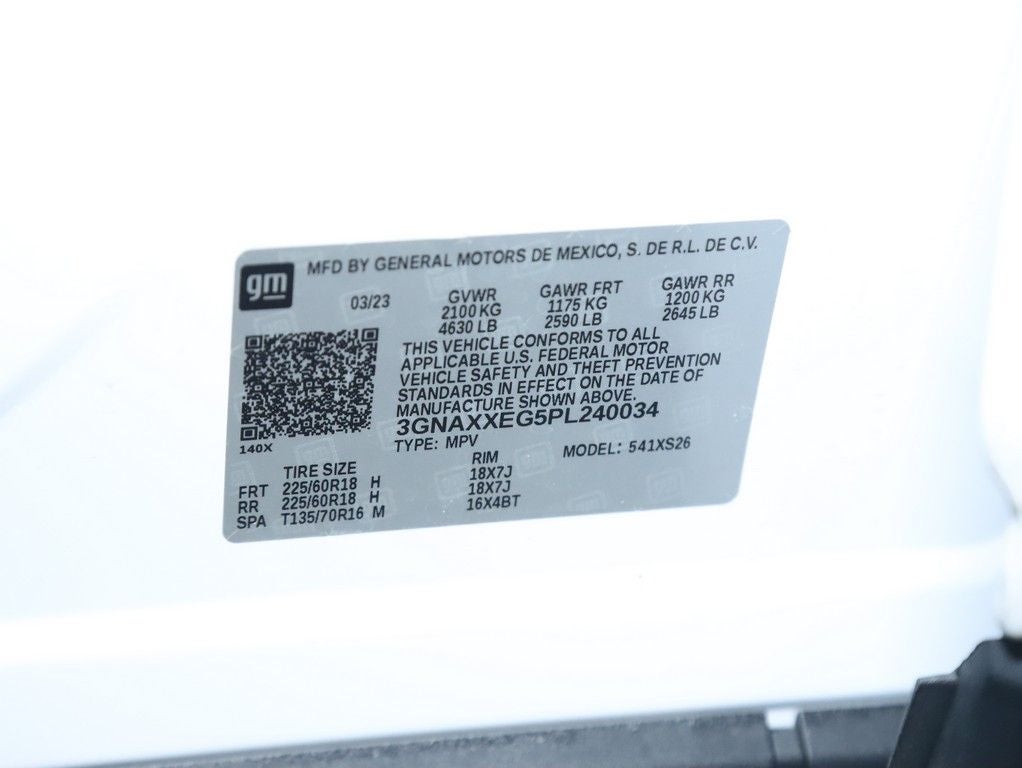 gm MFD BY GENERAL MOTORS DE MEXICO, S. DE R.L. DE C.V.
03/23 GVWR GAWR FRT GAWR RR
2100 KG 1175 KG 1200 KG
4630 LB 2590 LB 2645 LB
THIS VEHICLE CONFORMS TO ALL
APPLICABLE U.S. FEDERAL MOTOR
VEHICLE SAFETY AND THEFT PREVENTION
STANDARDS IN EFFECT ON THE DATE OF
MANUFACTURE SHOWN ABOVE.
3GNAXXEG5PL240034
140X TYPE: MPV MODEL: 541XS26
TIRE SIZE RIM
FRT 225/60R18 H 18X7J
RR 225/60R18 H 18X7J
SPA T135/70R16 M 16X4BT